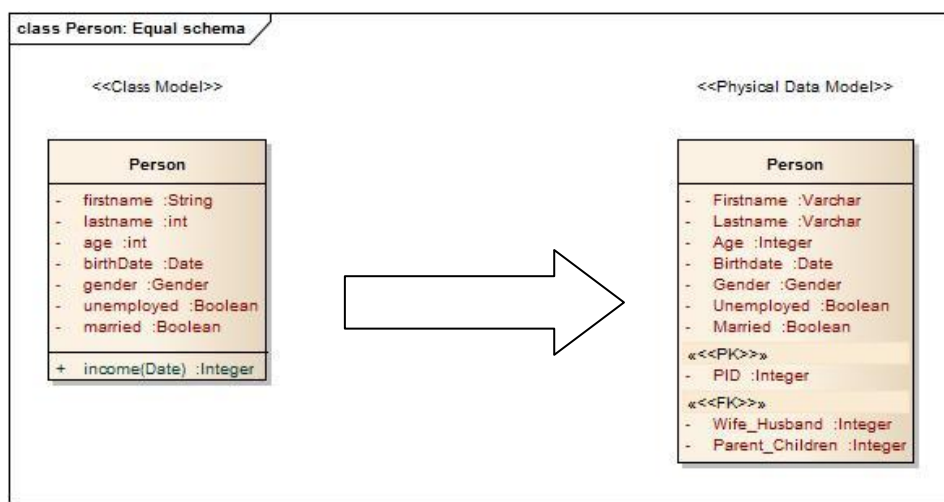 class Person: Equal schema
<<Class Model>>
Person
- firstname :String
- lastname :int
- age :int
- birthDate :Date
- gender :Gender
- unemployed :Boolean
- married :Boolean
+ income(Date) :Integer
<<Physical Data Model>>
Person
- Firstname :Varchar
- Lastname :Varchar
- Age :Integer
- Birthdate :Date
- Gender :Gender
- Unemployed :Boolean
- Married :Boolean
«<<PK>>»
- PID :Integer
«<<FK>>»
- Wife_Husband :Integer
- Parent_Children :Integer